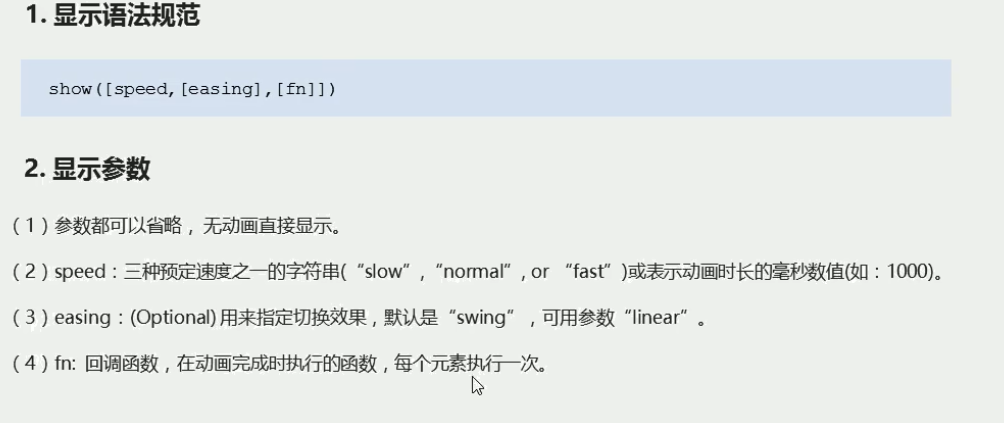 1. 显示语法规范
show([speed,[easing],[fn]])
2. 显示参数
（1）参数都可以省略， 无动画直接显示。
（2）speed：三种预定速度之一的字符串(“slow”,“normal”, or “fast”)或表示动画时长的毫秒数值(如：1000)。
（3）easing：(Optional) 用来指定切换效果，默认是“swing”，可用参数“linear”。
（4）fn: 回调函数，在动画完成时执行的函数，每个元素执行一次。